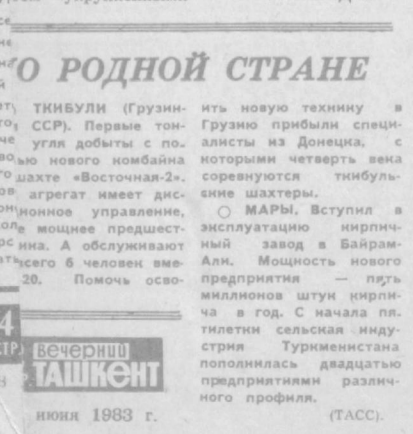 О РОДНОЙ СТРАНЕ
ТКИБУЛИ (Грузин-
ССР). Первые тон-
угля добыты с по-
ью нового комбайна
шахте «Восточная-2».
агрегат имеет дис-
ионное управление,
е мощнее предшест-
ика. А обслуживают
всего 6 человек вме-
20. Помочь осво-
ить новую технику в
Грузию прибыли специ-
алисты из Донецка, с
которыми четверть века
соревнуются ткибуль-
ские шахтеры.
○ МАРЫ. Вступил в
эксплуатацию кирпич-
ный завод в Байрам-
Али. Мощность нового
предприятия — пять
миллионов штук кирпи-
ча в год. С начала пя-
тилетки сельская инду-
стрия Туркменистана
пополнилась двадцатью
предприятиями различ-
ного профиля.
(ТАСС).
4
СТР.
вечерний
ТАШКЕНТ
июня 1983 г.